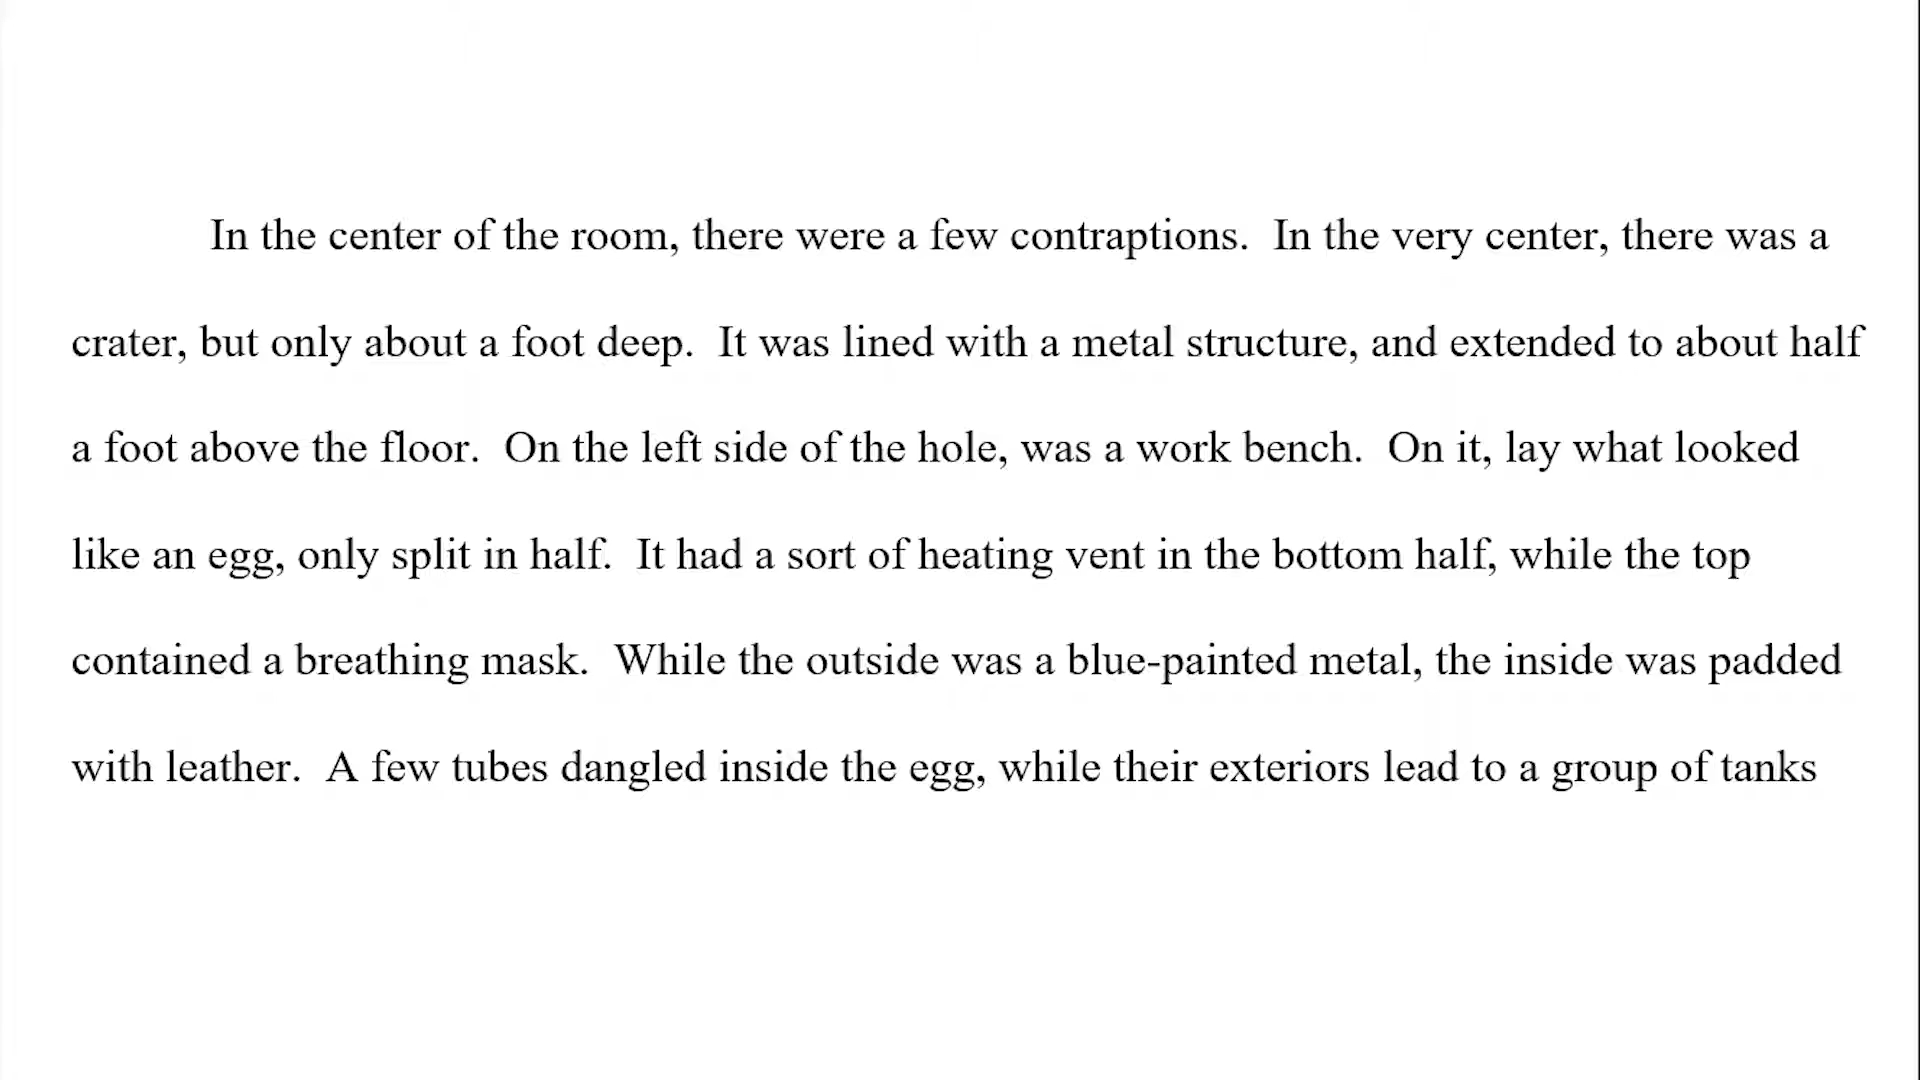 In the center of the room, there were a few contraptions.  In the very center, there was a
crater, but only about a foot deep.  It was lined with a metal structure, and extended to about half
a foot above the floor.  On the left side of the hole, was a work bench.  On it, lay what looked
like an egg, only split in half.  It had a sort of heating vent in the bottom half, while the top
contained a breathing mask.  While the outside was a blue-painted metal, the inside was padded
with leather.  A few tubes dangled inside the egg, while their exteriors lead to a group of tanks